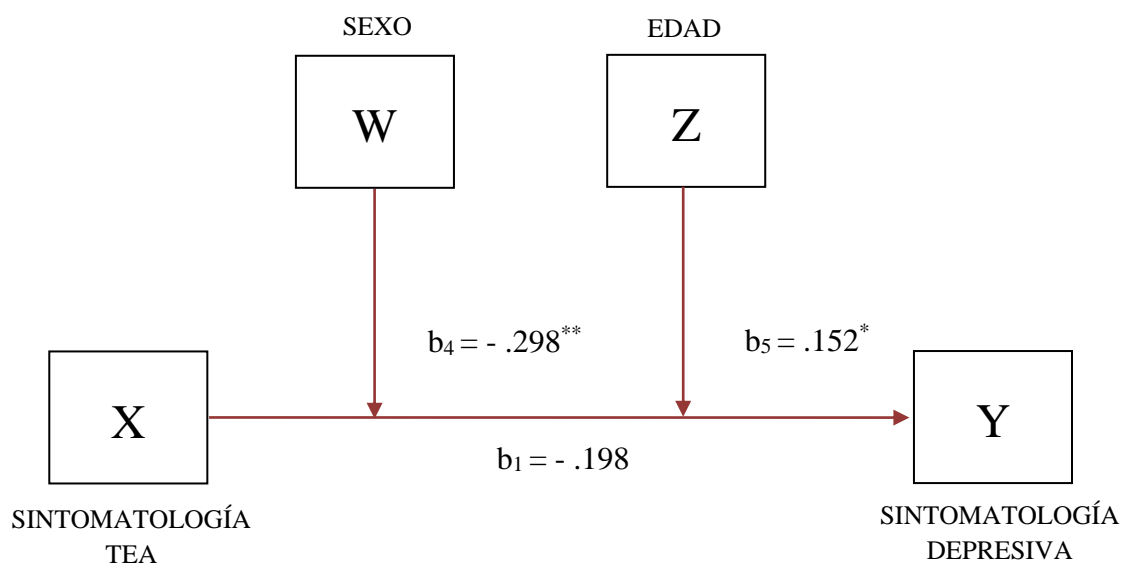 SEXO
EDAD
W
Z
b₄ = - .298**
b₅ = .152*
X
Y
b₁ = - .198
SINTOMATOLOGÍA
TEA
SINTOMATOLOGÍA
DEPRESIVA